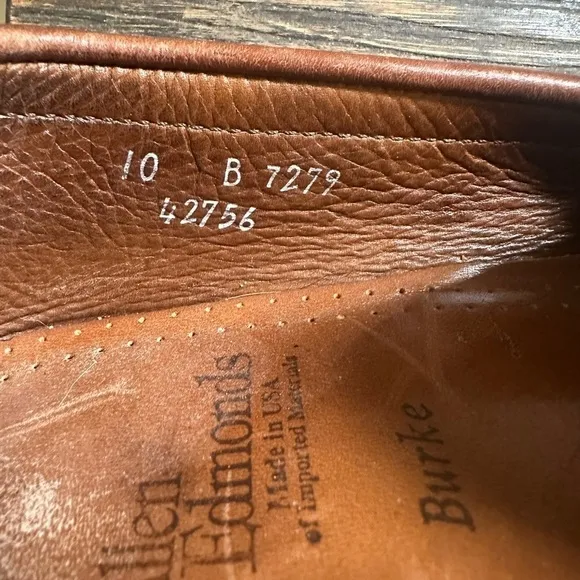 10 B 7279
42756
Allen
Edmonds
Made in USA
of Imported Materials
Burke